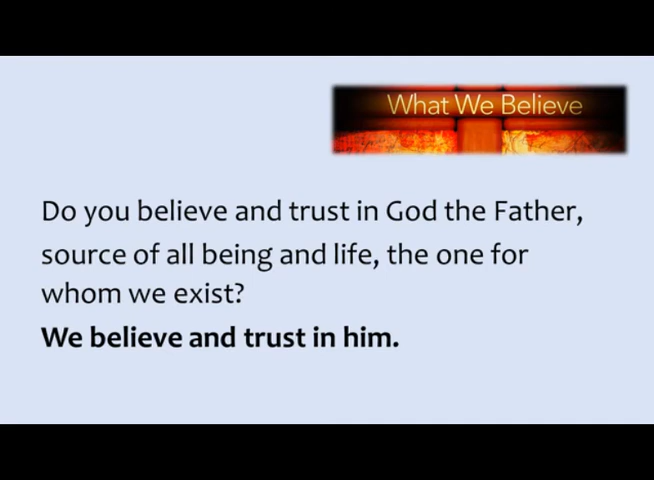 What We Believe
Do you believe and trust in God the Father,
source of all being and life, the one for
whom we exist?
We believe and trust in him.